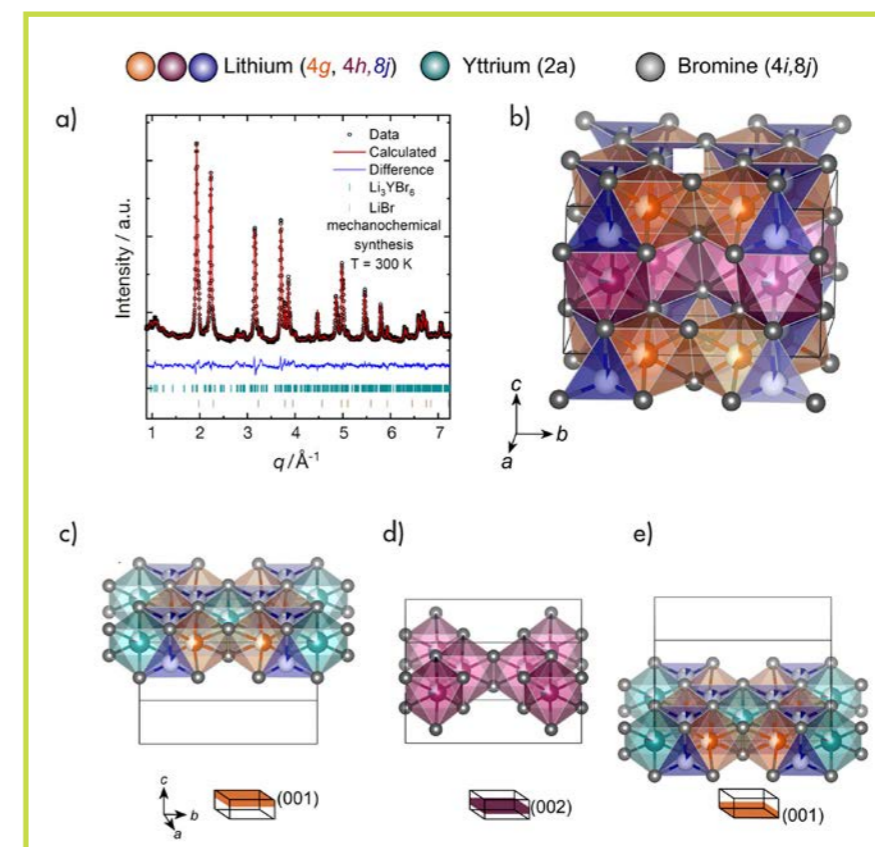 Lithium (4g, 4h,8j) Yttrium (2a) Bromine (4i,8j)
a)
Data
Calculated
Difference
Li₃YBr₆
LiBr
mechanochemical
synthesis
T = 300 K
Intensity / a.u.
1 2 3 4 5 6 7
q /Å⁻¹
b)
c
b
a
c)
c
b
a
(001)
d)
(002)
e)
(001)